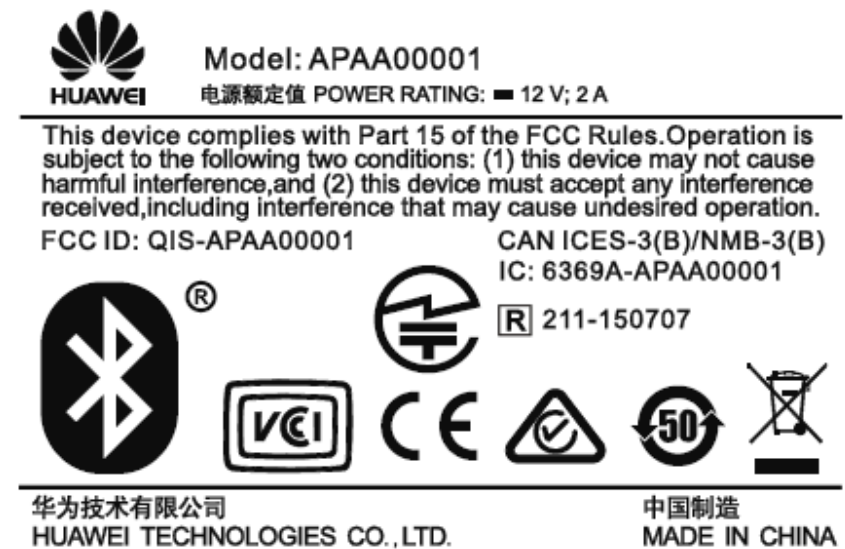 HUAWEI
Model: APAA00001
电源额定值 POWER RATING: ⎓ 12 V; 2 A
This device complies with Part 15 of the FCC Rules.Operation is
subject to the following two conditions: (1) this device may not cause
harmful interference,and (2) this device must accept any interference
received,including interference that may cause undesired operation.
FCC ID: QIS-APAA00001
CAN ICES-3(B)/NMB-3(B)
IC: 6369A-APAA00001
®
R 211-150707
VCCI
CE
50
华为技术有限公司
HUAWEI TECHNOLOGIES CO.,LTD.
中国制造
MADE IN CHINA